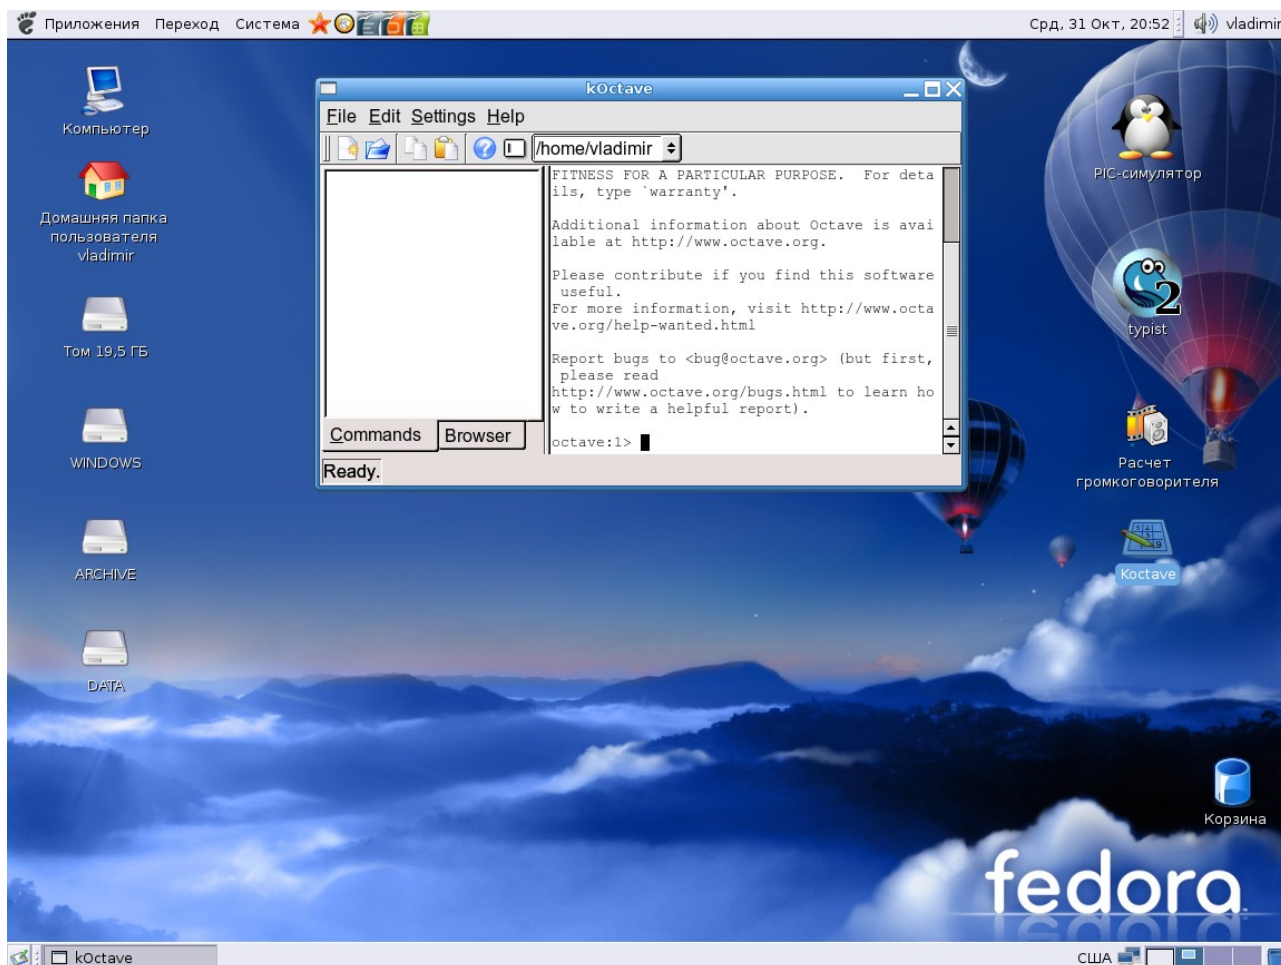 Приложения Переход Система
Срд, 31 Окт, 20:52
vladimir
Компьютер
Домашняя папка
пользователя
vladimir
Том 19,5 ГБ
WINDOWS
ARCHIVE
DATA
kOctave
File Edit Settings Help
/home/vladimir
FITNESS FOR A PARTICULAR PURPOSE.  For deta
ils, type `warranty'.
Additional information about Octave is avai
lable at http://www.octave.org.
Please contribute if you find this software
 useful.
For more information, visit http://www.octa
ve.org/help-wanted.html
Report bugs to <bug@octave.org> (but first,
 please read
http://www.octave.org/bugs.html to learn ho
w to write a helpful report).
octave:1>
Commands Browser
Ready.
PIC-симулятор
2
typist
Расчет
громкоговорителя
Koctave
Корзина
fedora
kOctave
США